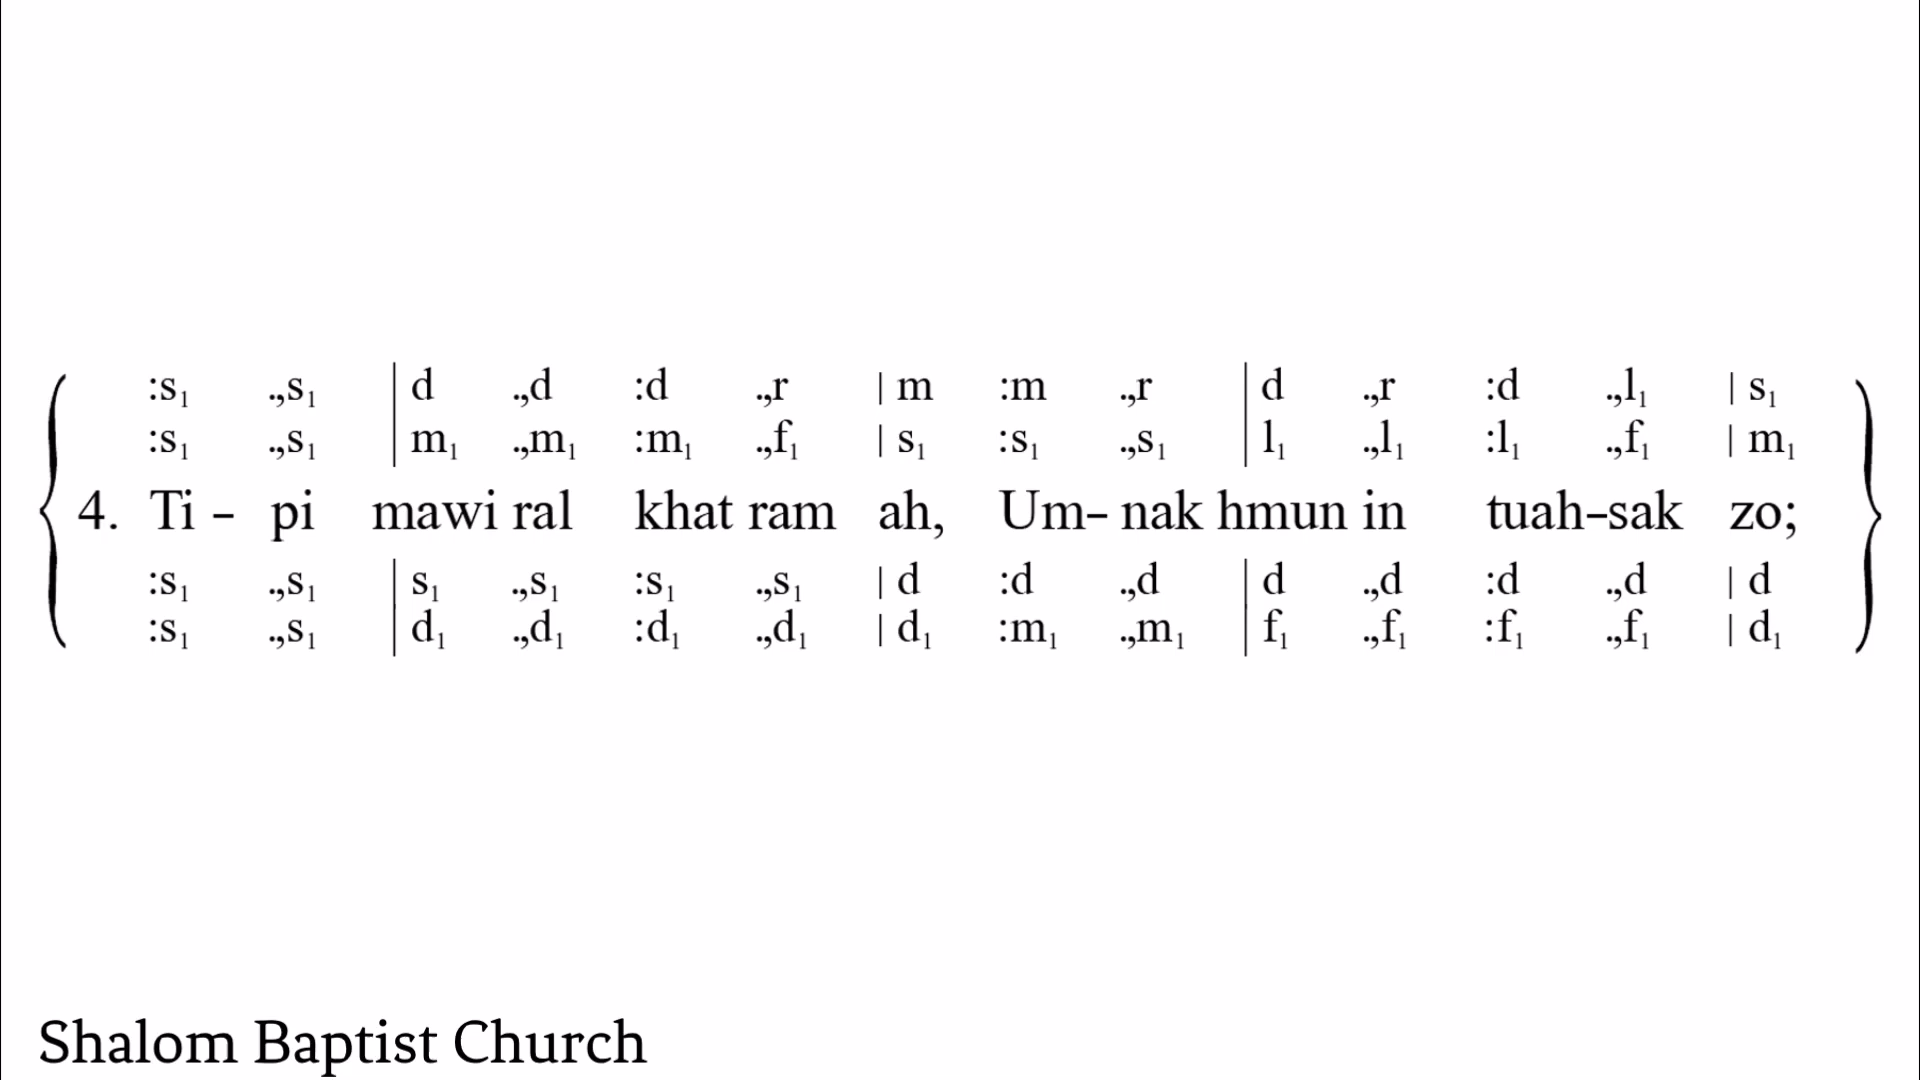 :s₁ .,s₁ | d .,d :d .,r | m :m .,r | d .,r :d .,l₁ | s₁
:s₁ .,s₁ | m₁ .,m₁ :m₁ .,f₁ | s₁ :s₁ .,s₁ | l₁ .,l₁ :l₁ .,f₁ | m₁
4. Ti – pi mawi ral khat ram ah, Um– nak hmun in tuah–sak zo;
:s₁ .,s₁ | s₁ .,s₁ :s₁ .,s₁ | d :d .,d | d .,d :d .,d | d
:s₁ .,s₁ | d₁ .,d₁ :d₁ .,d₁ | d₁ :m₁ .,m₁ | f₁ .,f₁ :f₁ .,f₁ | d₁
Shalom Baptist Church